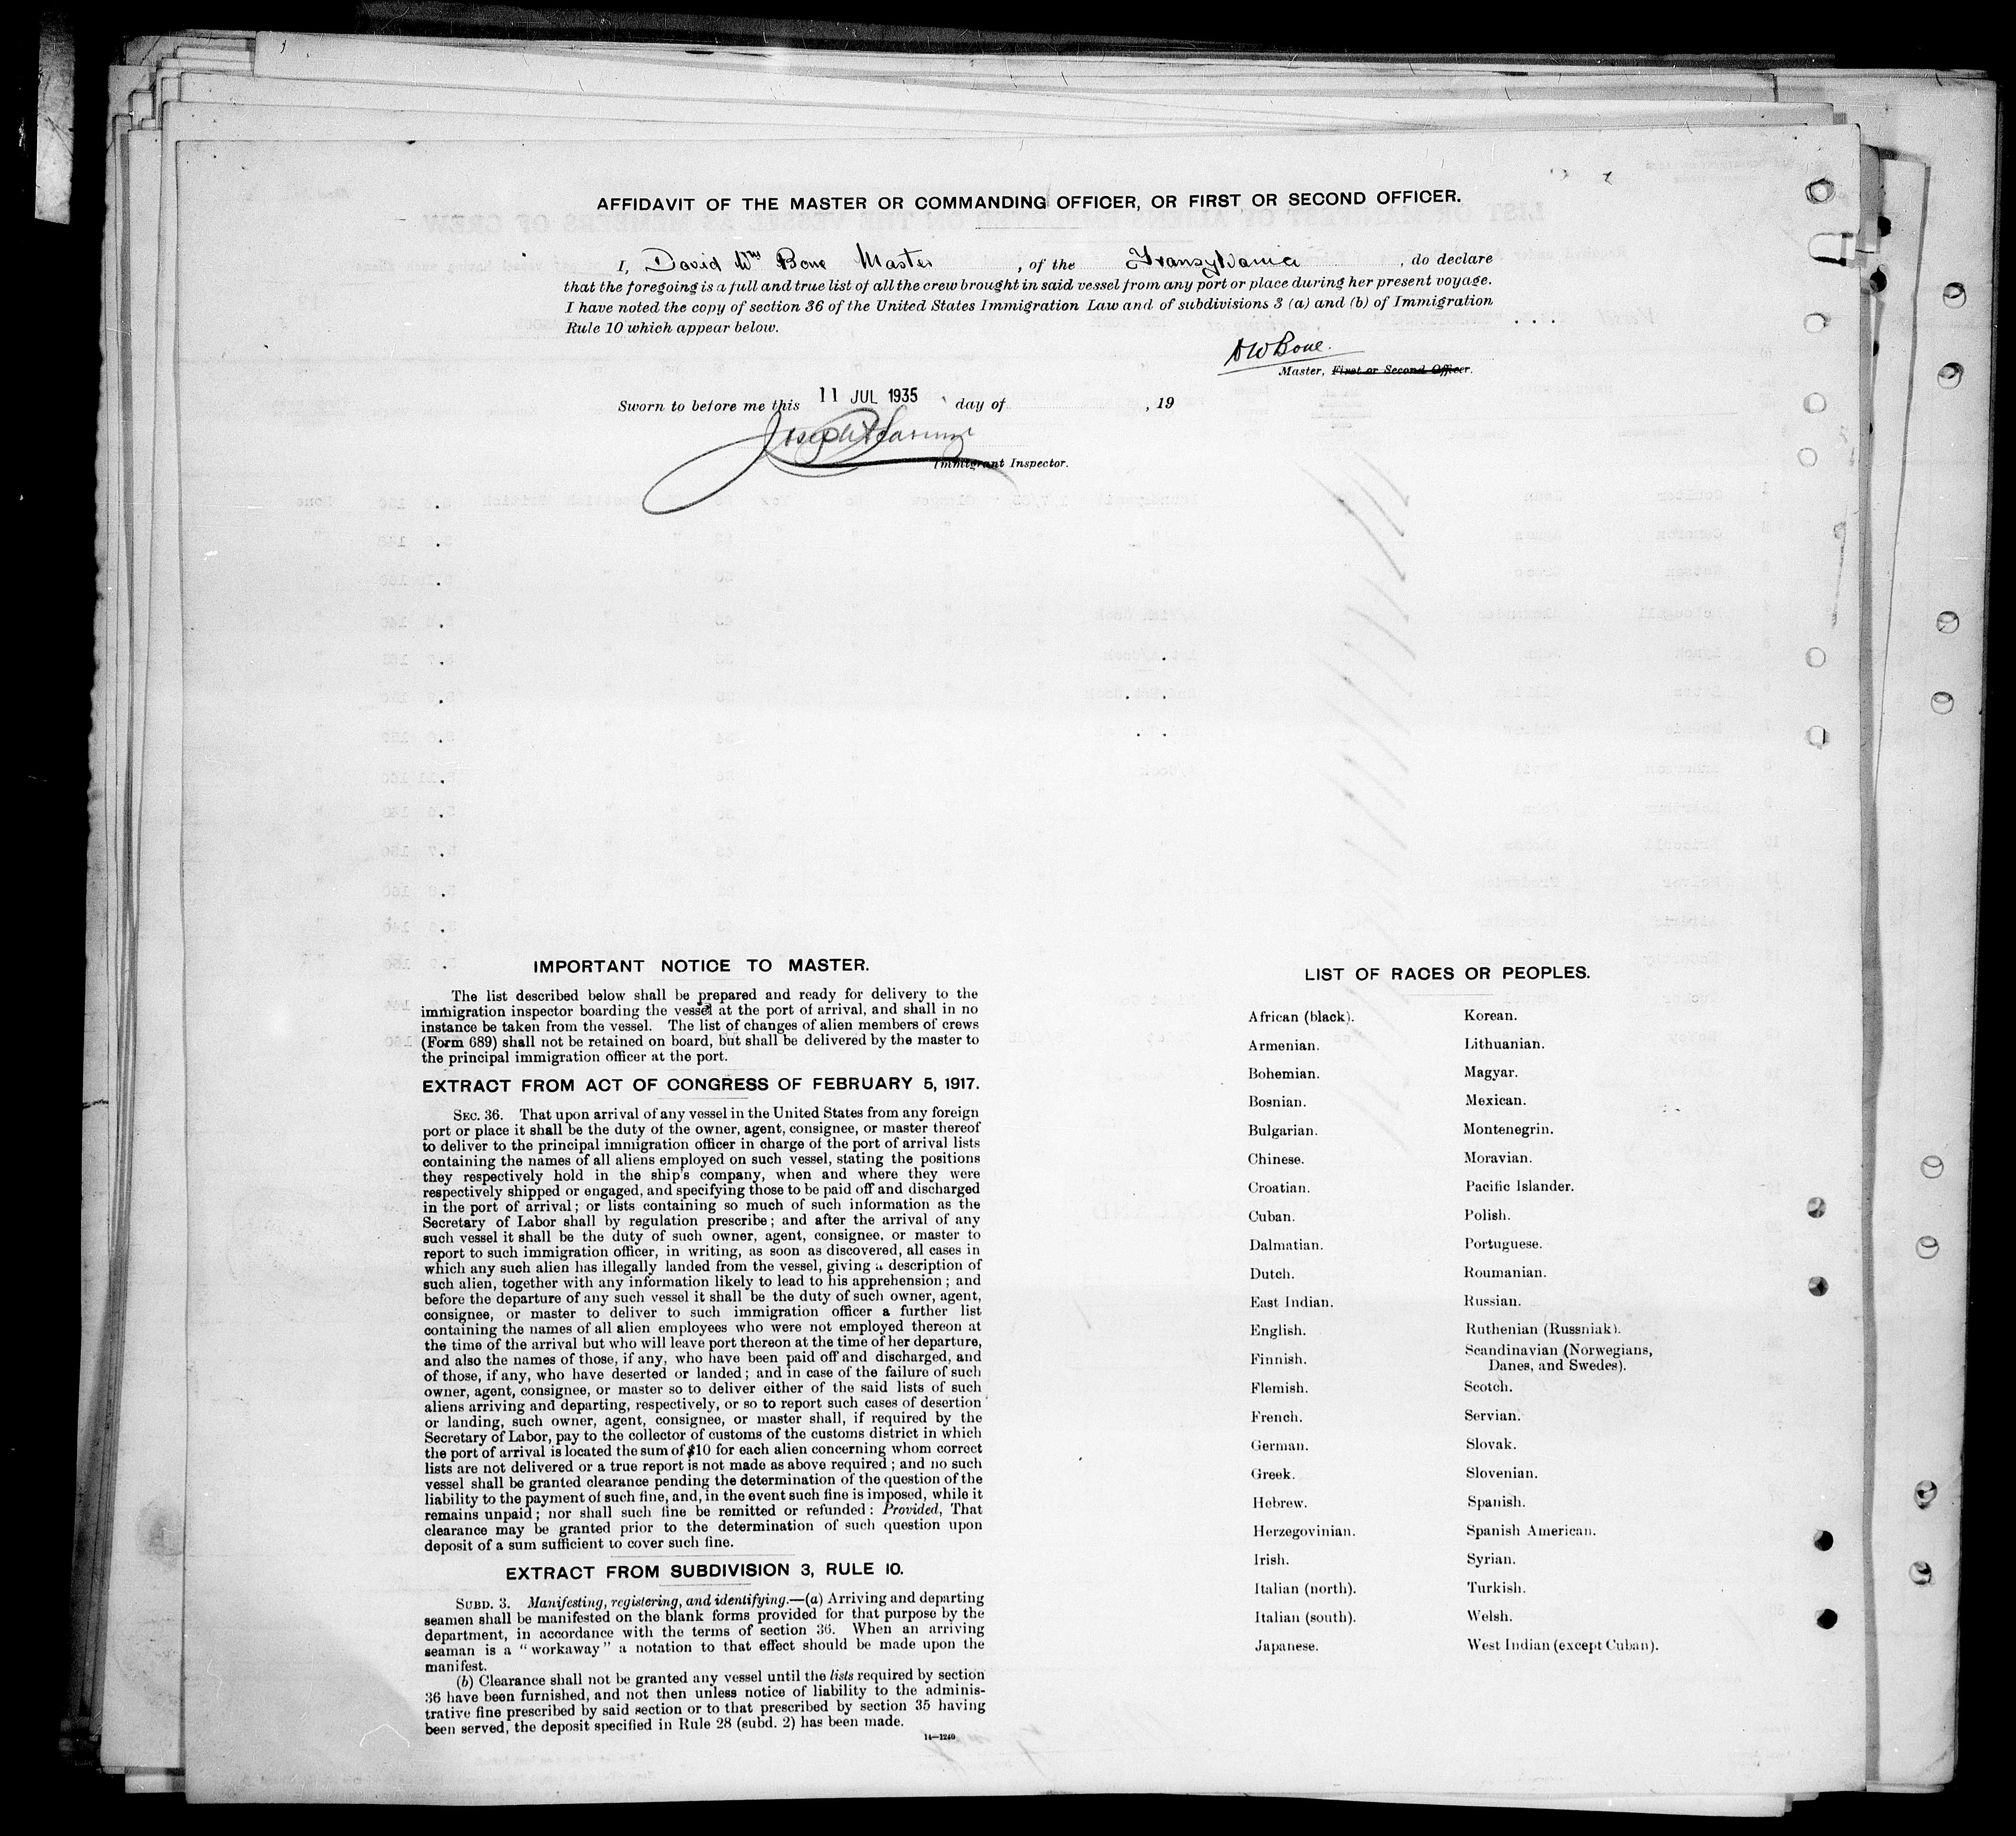 AFFIDAVIT OF THE MASTER OR COMMANDING OFFICER, OR FIRST OR SECOND OFFICER.
I, David Wm Bone Master, of the Transylvania, do declare
that the foregoing is a full and true list of all the crew brought in said vessel from any port or place during her present voyage.
I have noted the copy of section 36 of the United States Immigration Law and of subdivisions 3 (a) and (b) of Immigration
Rule 10 which appear below.
DWBone.
Master, First or Second Officer.
Sworn to before me this 11 JUL 1935 day of , 19
Immigrant Inspector.
IMPORTANT NOTICE TO MASTER.
The list described below shall be prepared and ready for delivery to the
immigration inspector boarding the vessel at the port of arrival, and shall in no
instance be taken from the vessel. The list of changes of alien members of crews
(Form 689) shall not be retained on board, but shall be delivered by the master to
the principal immigration officer at the port.
EXTRACT FROM ACT OF CONGRESS OF FEBRUARY 5, 1917.
SEC. 36. That upon arrival of any vessel in the United States from any foreign
port or place it shall be the duty of the owner, agent, consignee, or master thereof
to deliver to the principal immigration officer in charge of the port of arrival lists
containing the names of all aliens employed on such vessel, stating the positions
they respectively hold in the ship's company, when and where they were
respectively shipped or engaged, and specifying those to be paid off and discharged
in the port of arrival; or lists containing so much of such information as the
Secretary of Labor shall by regulation prescribe; and after the arrival of any
such vessel it shall be the duty of such owner, agent, consignee, or master to
report to such immigration officer, in writing, as soon as discovered, all cases in
which any such alien has illegally landed from the vessel, giving a description of
such alien, together with any information likely to lead to his apprehension; and
before the departure of any such vessel it shall be the duty of such owner, agent,
consignee, or master to deliver to such immigration officer a further list
containing the names of all alien employees who were not employed thereon at
the time of the arrival but who will leave port thereon at the time of her departure,
and also the names of those, if any, who have been paid off and discharged, and
of those, if any, who have deserted or landed; and in case of the failure of such
owner, agent, consignee, or master so to deliver either of the said lists of such
aliens arriving and departing, respectively, or so to report such cases of desertion
or landing, such owner, agent, consignee, or master shall, if required by the
Secretary of Labor, pay to the collector of customs of the customs district in which
the port of arrival is located the sum of $10 for each alien concerning whom correct
lists are not delivered or a true report is not made as above required; and no such
vessel shall be granted clearance pending the determination of the question of the
liability to the payment of such fine, and, in the event such fine is imposed, while it
remains unpaid; nor shall such fine be remitted or refunded: Provided, That
clearance may be granted prior to the determination of such question upon
deposit of a sum sufficient to cover such fine.
EXTRACT FROM SUBDIVISION 3, RULE 10.
SUBD. 3. Manifesting, registering, and identifying.—(a) Arriving and departing
seamen shall be manifested on the blank forms provided for that purpose by the
department, in accordance with the terms of section 36. When an arriving
seaman is a "workaway" a notation to that effect should be made upon the
manifest.
(b) Clearance shall not be granted any vessel until the lists required by section
36 have been furnished, and not then unless notice of liability to the adminis-
trative fine prescribed by said section or to that prescribed by section 35 having
been served, the deposit specified in Rule 28 (subd. 2) has been made.
14—1240
LIST OF RACES OR PEOPLES.
African (black).
Armenian.
Bohemian.
Bosnian.
Bulgarian.
Chinese.
Croatian.
Cuban.
Dalmatian.
Dutch.
East Indian.
English.
Finnish.
Flemish.
French.
German.
Greek.
Hebrew.
Herzegovinian.
Irish.
Italian (north).
Italian (south).
Japanese.
Korean.
Lithuanian.
Magyar.
Mexican.
Montenegrin.
Moravian.
Pacific Islander.
Polish.
Portuguese.
Roumanian.
Russian.
Ruthenian (Russniak).
Scandinavian (Norwegians,
Danes, and Swedes).
Scotch.
Servian.
Slovak.
Slovenian.
Spanish.
Spanish American.
Syrian.
Turkish.
Welsh.
West Indian (except Cuban).